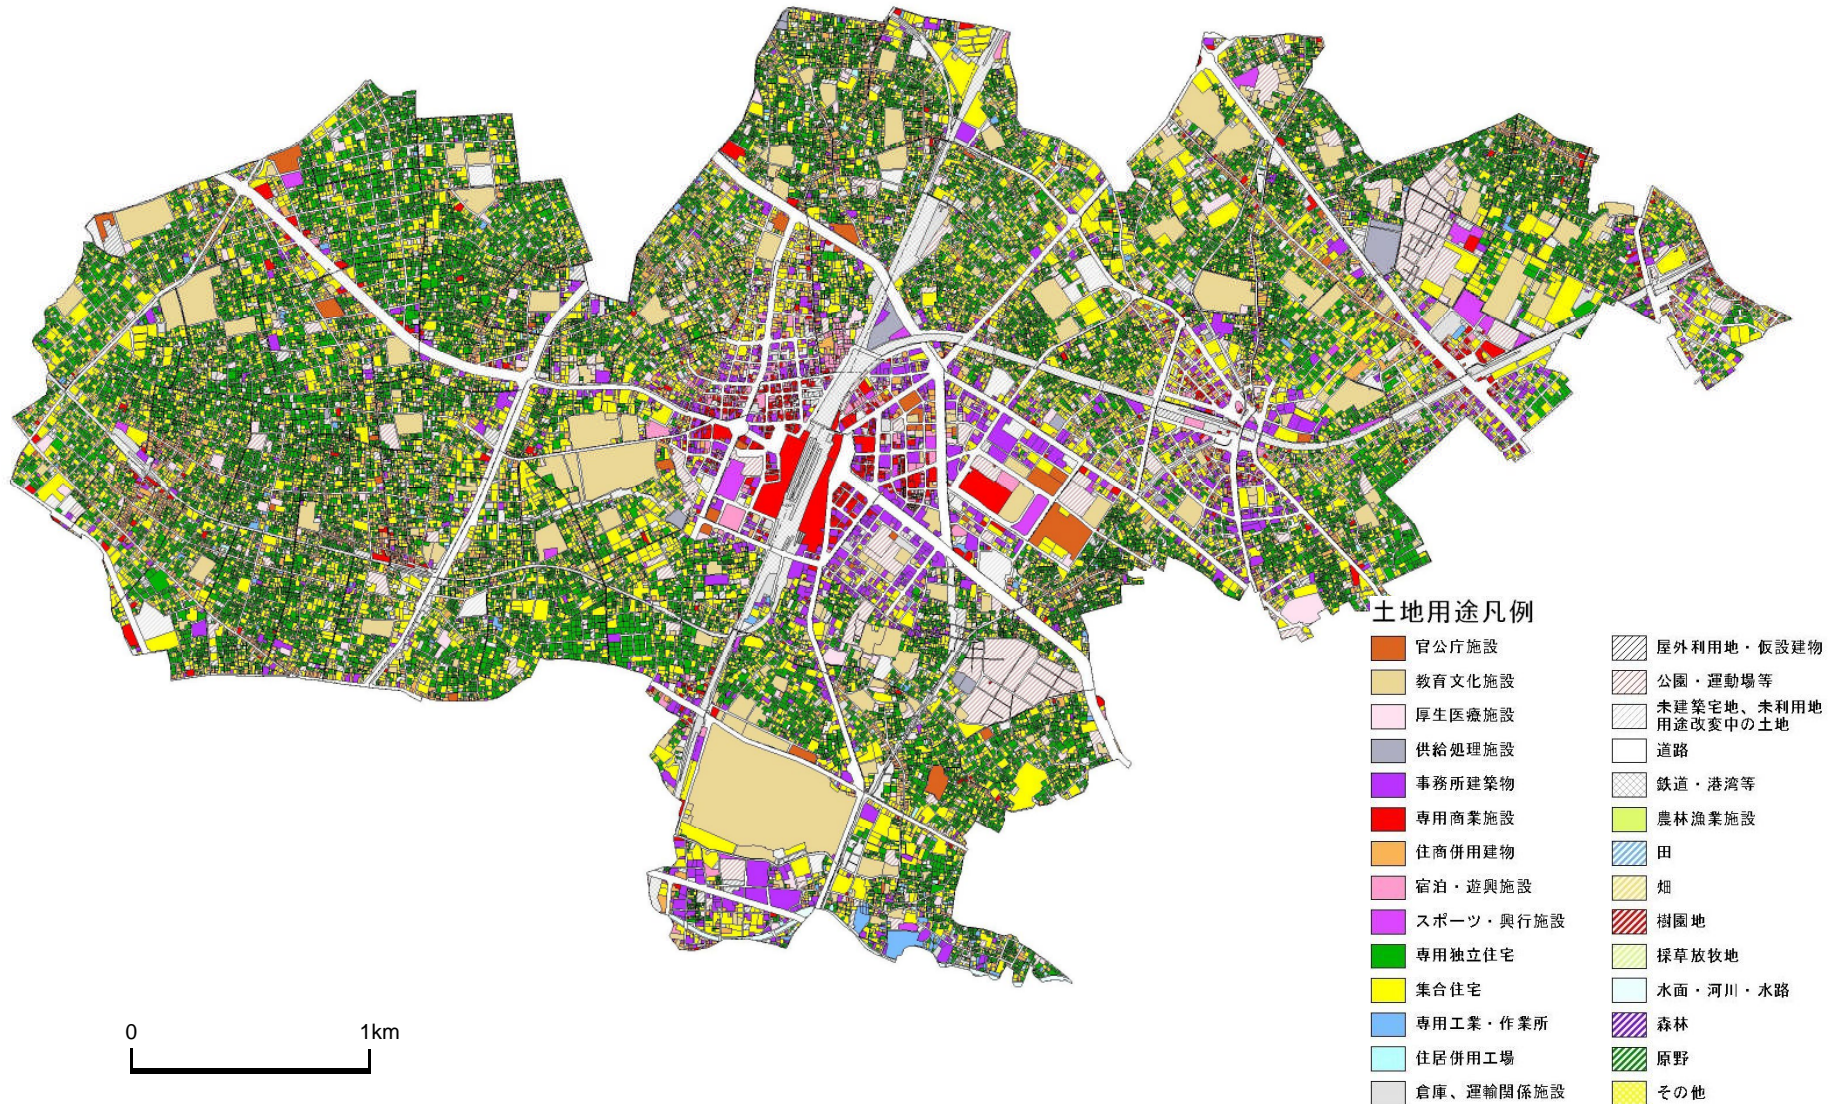 土地用途凡例
官公庁施設
教育文化施設
厚生医療施設
供給処理施設
事務所建築物
専用商業施設
住商併用建物
宿泊・遊興施設
スポーツ・興行施設
専用独立住宅
集合住宅
専用工業・作業所
住居併用工場
倉庫、運輸関係施設
屋外利用地・仮設建物
公園・運動場等
未建築宅地、未利用地
用途改変中の土地
道路
鉄道・港湾等
農林漁業施設
田
畑
樹園地
採草放牧地
水面・河川・水路
森林
原野
その他
0 1km